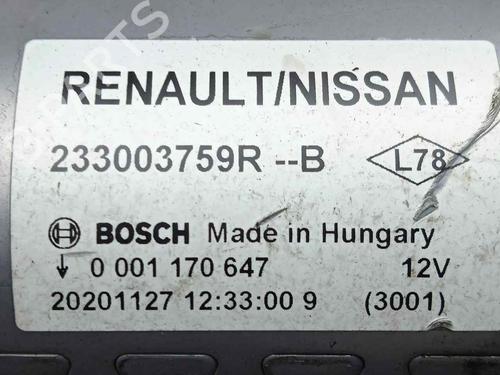 RENAULT/NISSAN
233003759R --B L78
BOSCH Made in Hungary
0 001 170 647 12V
20201127 12:33:00 9 (3001)